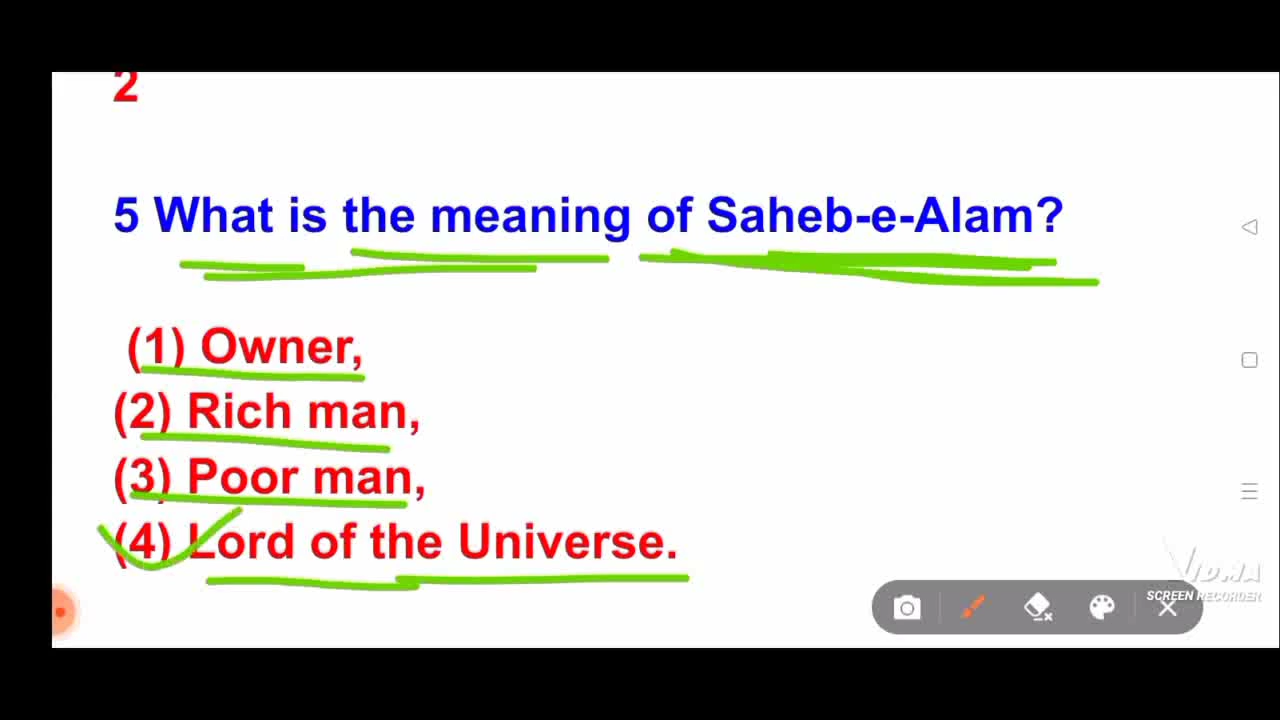 2
5 What is the meaning of Saheb-e-Alam?
(1) Owner,
(2) Rich man,
(3) Poor man,
(4) Lord of the Universe.
VIDMA
SCREEN RECORDER